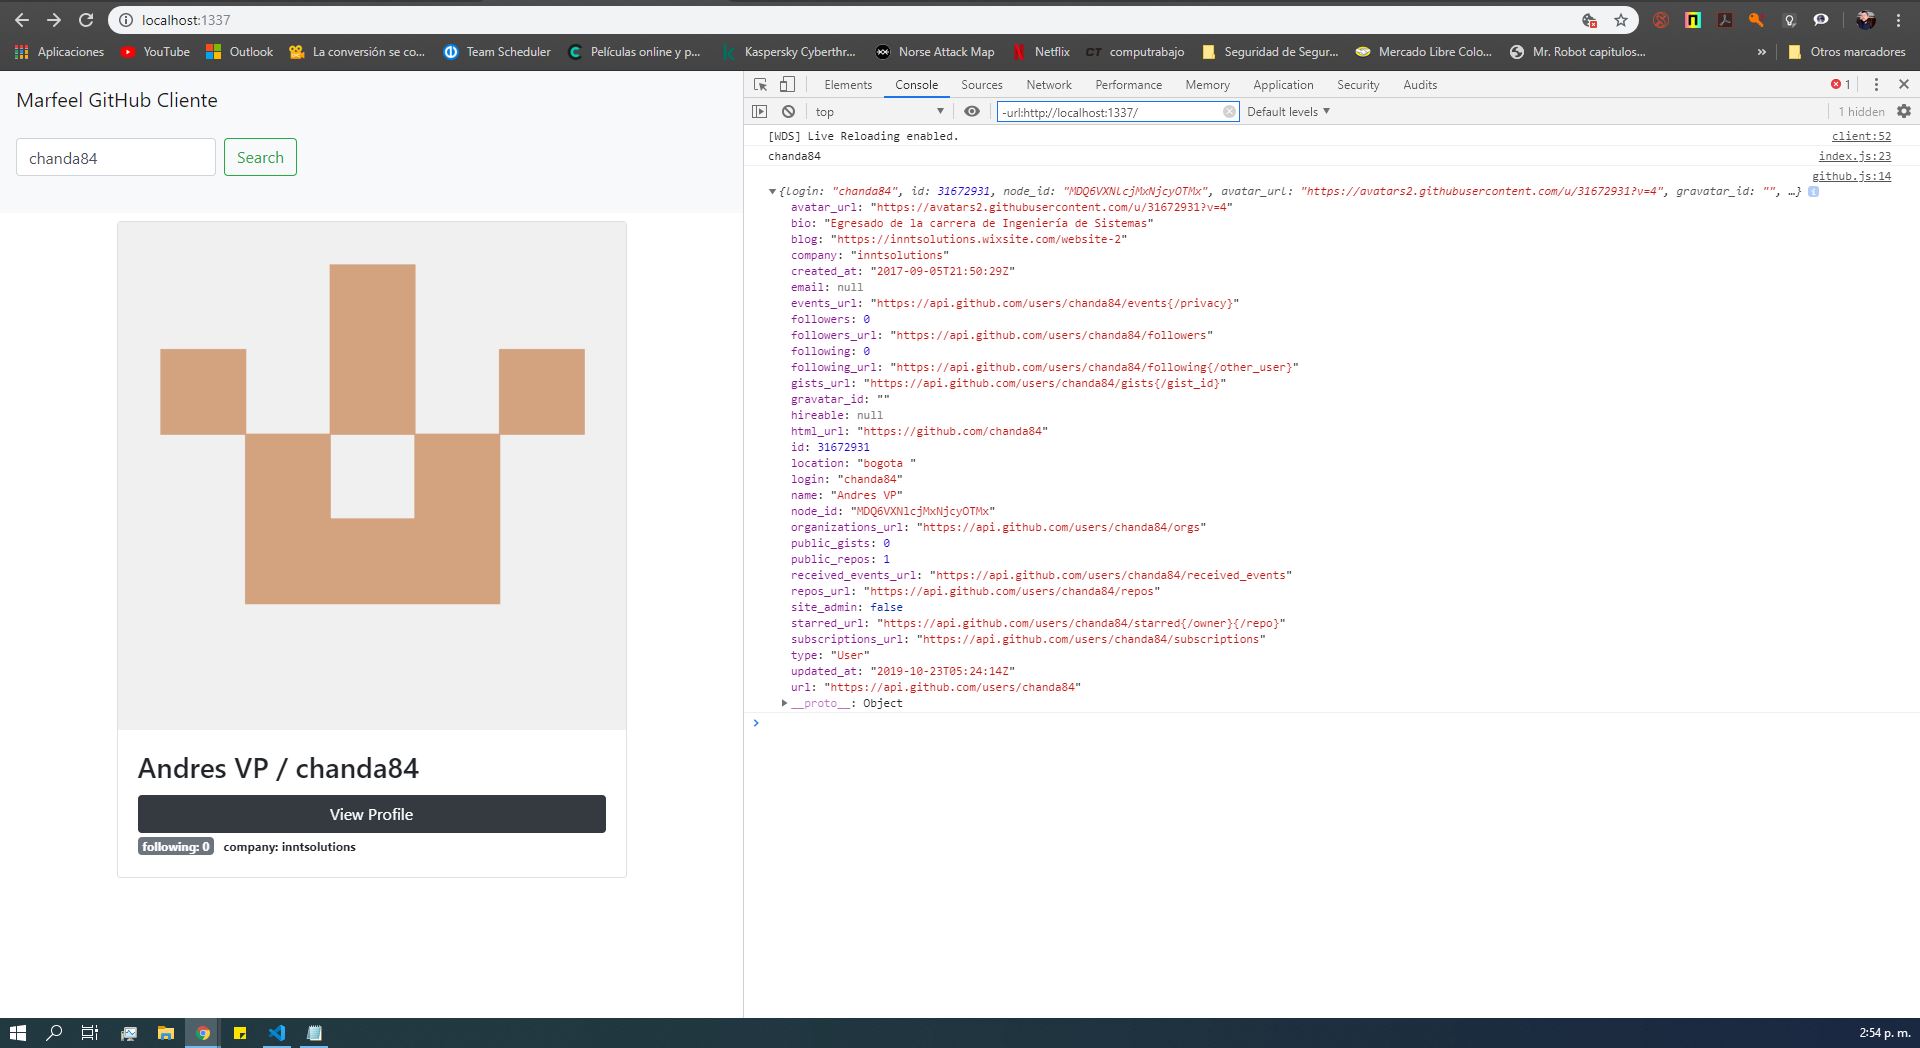 localhost:1337
Aplicaciones YouTube Outlook La conversión se co... Team Scheduler Películas online y p... Kaspersky Cyberthr... Norse Attack Map Netflix CT computrabajo Seguridad de Segur... Mercado Libre Colo... Mr. Robot capitulos... » Otros marcadores
Marfeel GitHub Cliente
chanda84 Search
Andres VP / chanda84
View Profile
following: 0 company: inntsolutions
Elements Console Sources Network Performance Memory Application Security Audits 1
top -url:http://localhost:1337/ Default levels 1 hidden
[WDS] Live Reloading enabled. client:52
chanda84 index.js:23
github.js:14
{login: "chanda84", id: 31672931, node_id: "MDQ6VXNlcjMxNjcyOTMx", avatar_url: "https://avatars2.githubusercontent.com/u/31672931?v=4", gravatar_id: "", …}
avatar_url: "https://avatars2.githubusercontent.com/u/31672931?v=4"
bio: "Egresado de la carrera de Ingeniería de Sistemas"
blog: "https://inntsolutions.wixsite.com/website-2"
company: "inntsolutions"
created_at: "2017-09-05T21:50:29Z"
email: null
events_url: "https://api.github.com/users/chanda84/events{/privacy}"
followers: 0
followers_url: "https://api.github.com/users/chanda84/followers"
following: 0
following_url: "https://api.github.com/users/chanda84/following{/other_user}"
gists_url: "https://api.github.com/users/chanda84/gists{/gist_id}"
gravatar_id: ""
hireable: null
html_url: "https://github.com/chanda84"
id: 31672931
location: "bogota "
login: "chanda84"
name: "Andres VP"
node_id: "MDQ6VXNlcjMxNjcyOTMx"
organizations_url: "https://api.github.com/users/chanda84/orgs"
public_gists: 0
public_repos: 1
received_events_url: "https://api.github.com/users/chanda84/received_events"
repos_url: "https://api.github.com/users/chanda84/repos"
site_admin: false
starred_url: "https://api.github.com/users/chanda84/starred{/owner}{/repo}"
subscriptions_url: "https://api.github.com/users/chanda84/subscriptions"
type: "User"
updated_at: "2019-10-23T05:24:14Z"
url: "https://api.github.com/users/chanda84"
__proto__: Object
2:54 p. m.